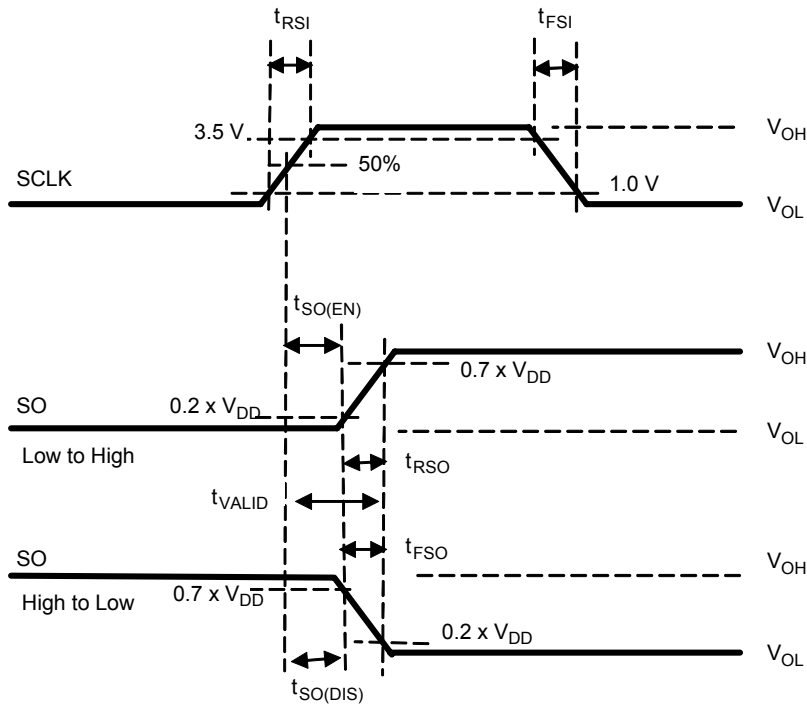 tRSI
tFSI
3.5 V
VOH
50%
SCLK
1.0 V
VOL
tSO(EN)
VOH
0.7 x VDD
0.2 x VDD
SO
VOL
Low to High
tRSO
tVALID
tFSO
SO
VOH
0.7 x VDD
High to Low
0.2 x VDD
VOL
tSO(DIS)